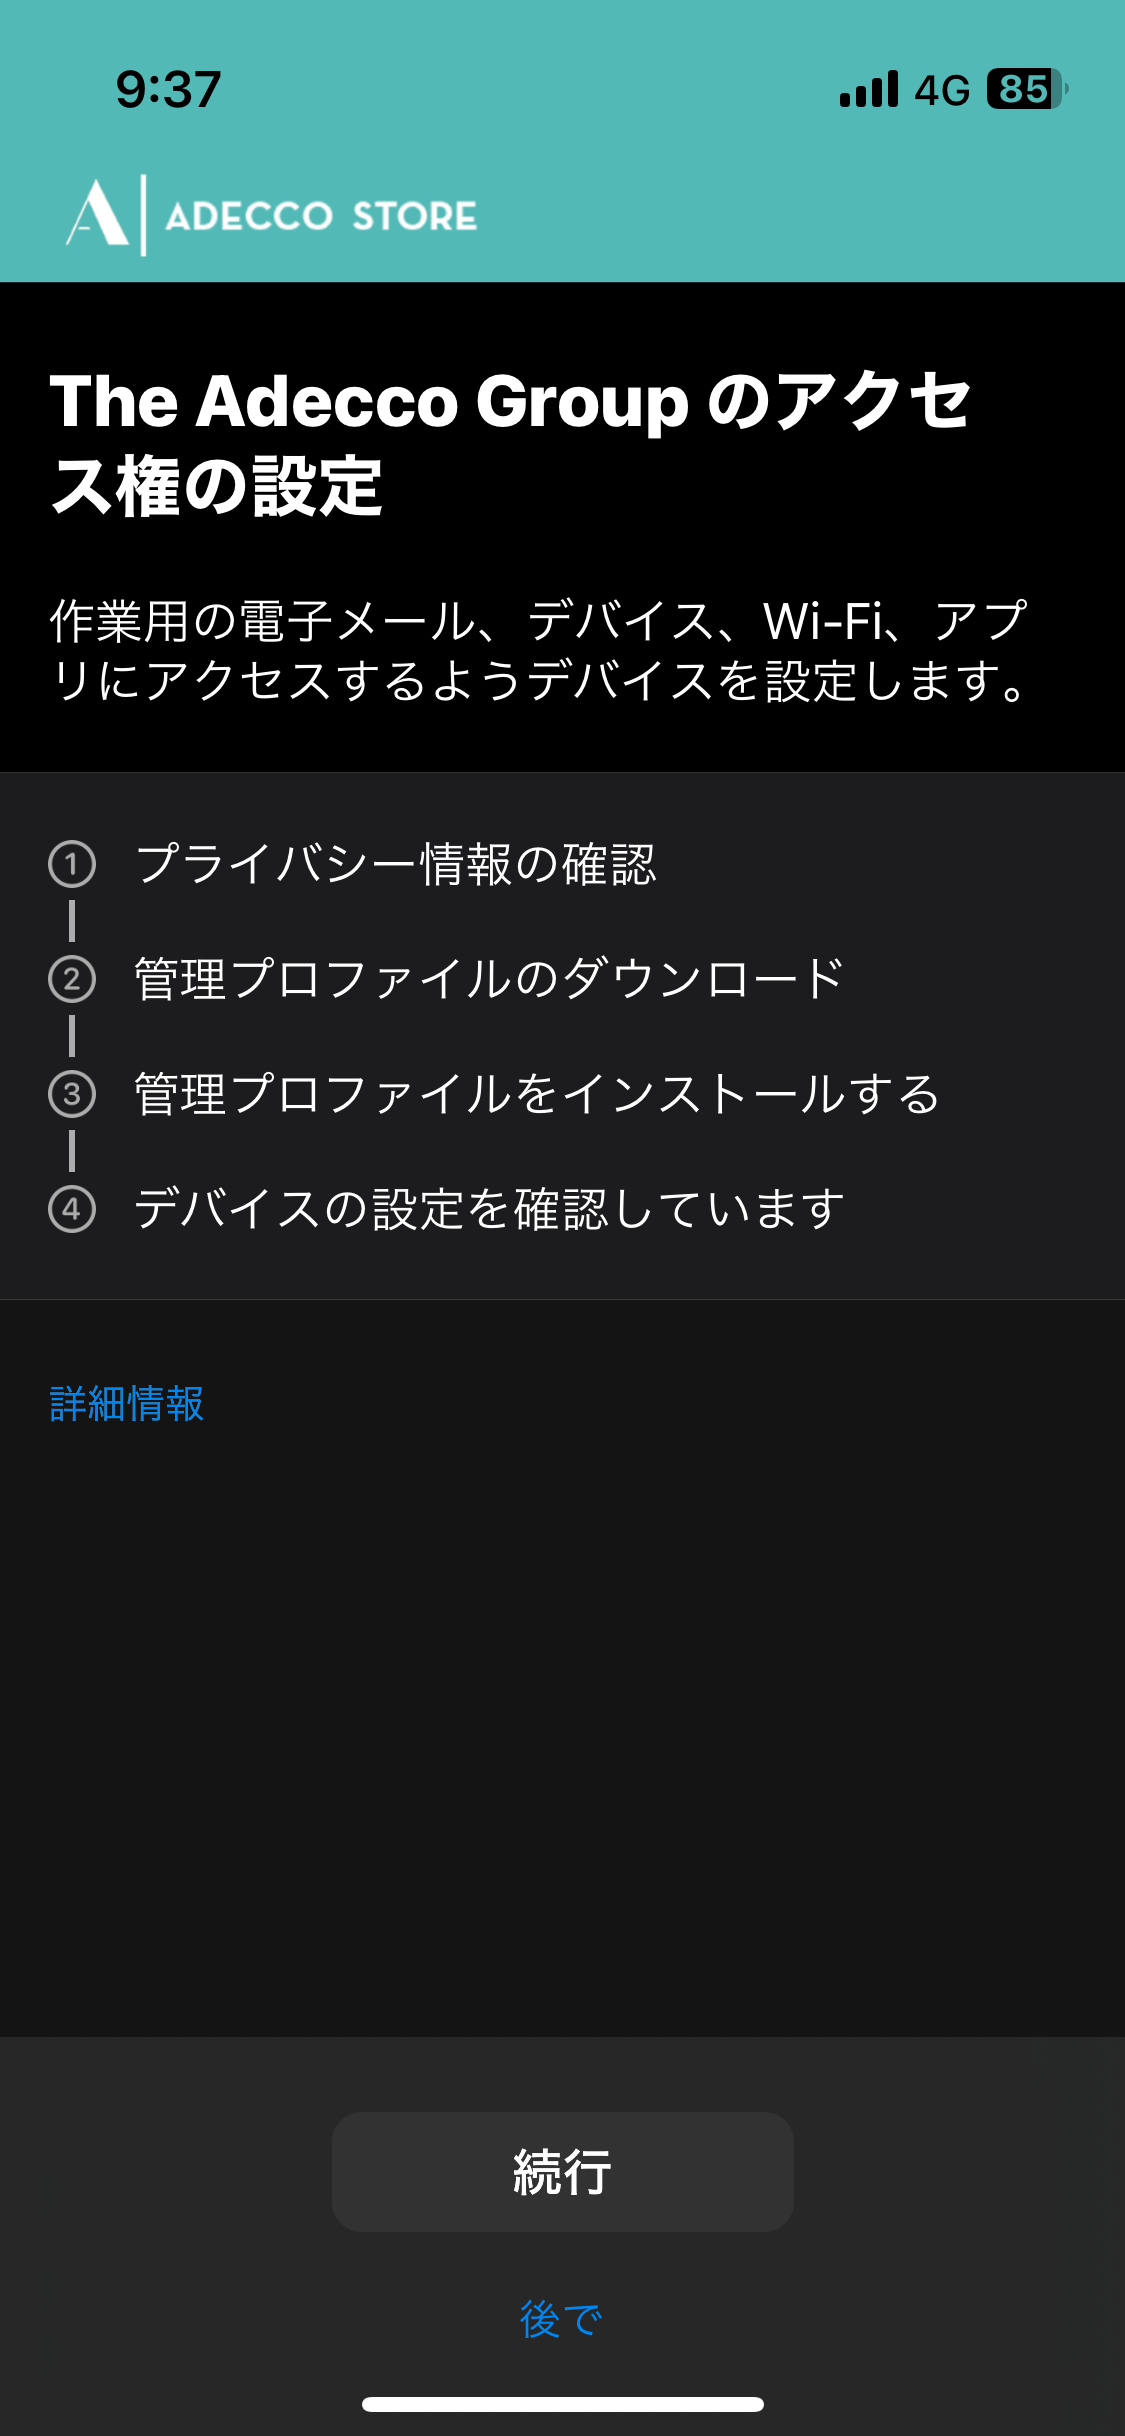 9:37
4G 85
A ADECCO STORE
The Adecco Group のアクセ
ス権の設定
作業用の電子メール、デバイス、Wi-Fi、アプ
リにアクセスするようデバイスを設定します。
1 プライバシー情報の確認
2 管理プロファイルのダウンロード
3 管理プロファイルをインストールする
4 デバイスの設定を確認しています
詳細情報
続行
後で